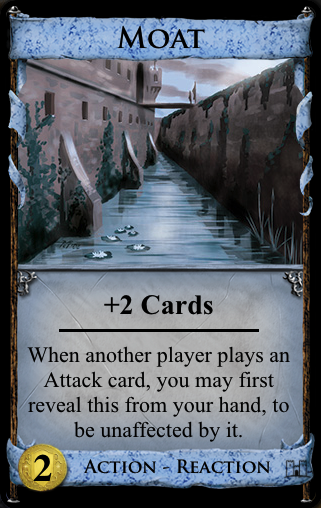 Moat
+2 Cards
When another player plays an
Attack card, you may first
reveal this from your hand, to
be unaffected by it.
2 Action - Reaction